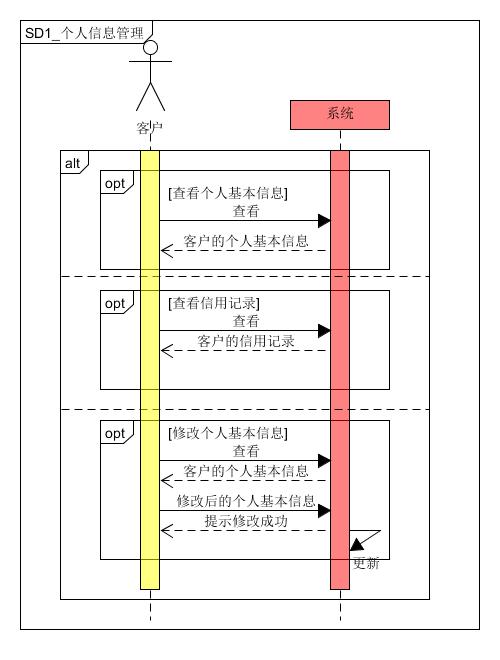 SD1_个人信息管理
客户
系统
alt
opt
[查看个人基本信息]
查看
客户的个人基本信息
opt
[查看信用记录]
查看
客户的信用记录
opt
[修改个人基本信息]
查看
客户的个人基本信息
修改后的个人基本信息
提示修改成功
更新